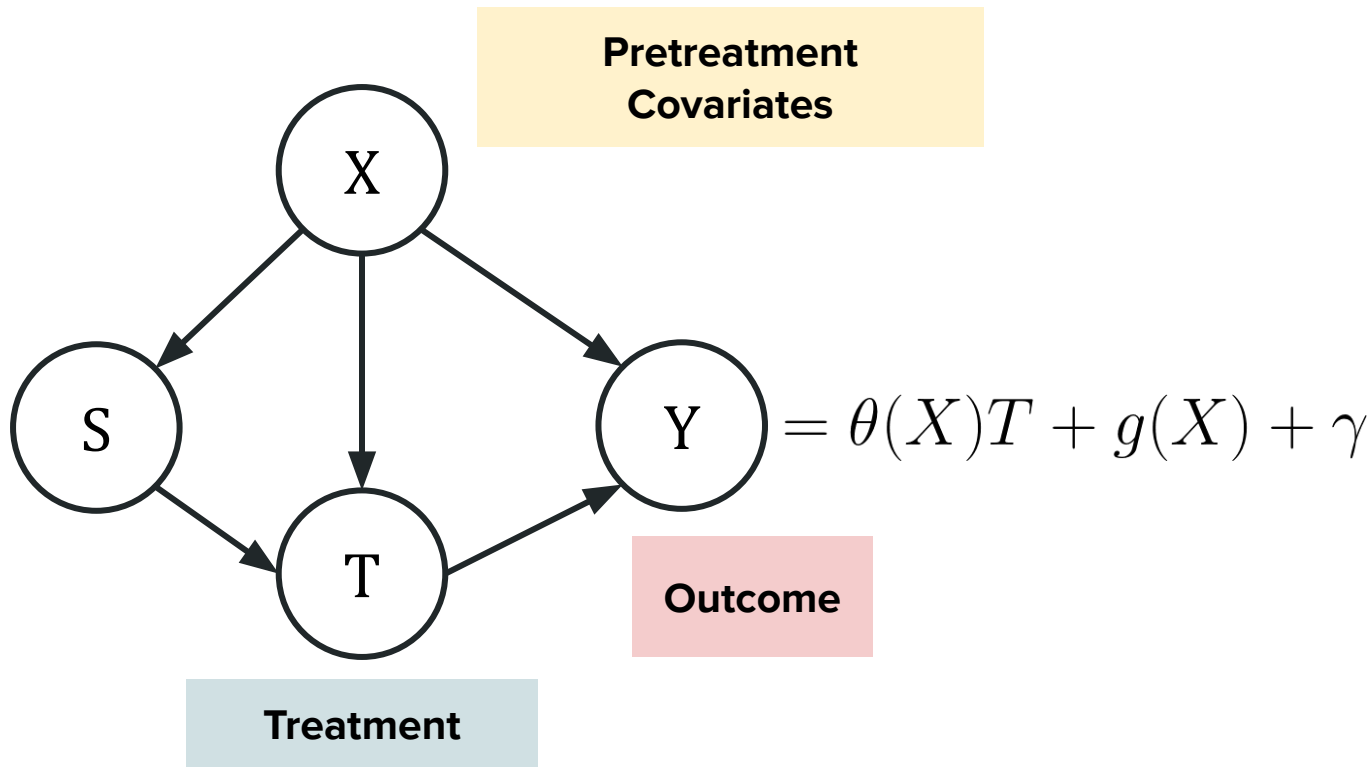 Pretreatment
Covariates
X
S
Y = θ(X)T + g(X) + γ
T
Outcome
Treatment